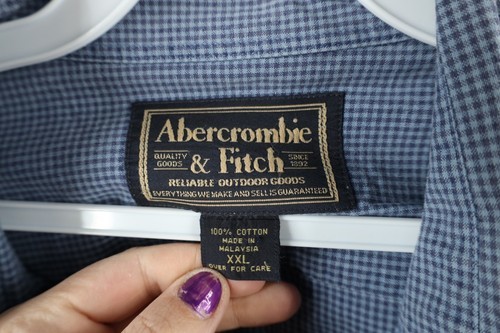 Abercrombie
QUALITY GOODS & Fitch SINCE 1892
RELIABLE OUTDOOR GOODS
EVERYTHING WE MAKE AND SELL IS GUARANTEED
100% COTTON
MADE IN
MALAYSIA
XXL
OVER FOR CARE